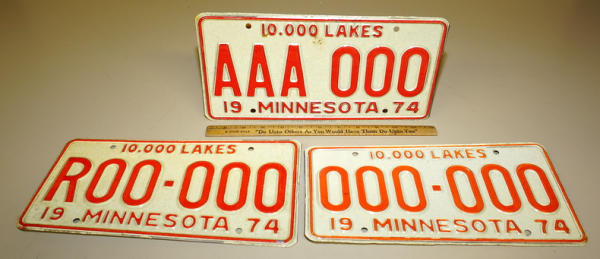 10.000 LAKES
AAA 000
19 MINNESOTA 74
"Do Unto Others As You Would Have Them Do Unto You"
10.000 LAKES
R00-000
19 MINNESOTA 74
10.000 LAKES
000-000
19 MINNESOTA 74